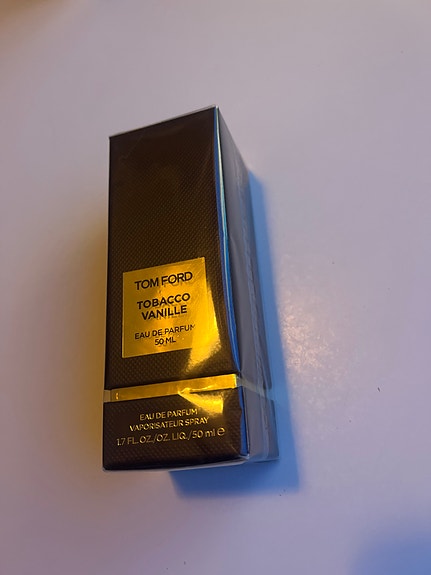 TOM FORD
TOBACCO
VANILLE
EAU DE PARFUM
50 ML
EAU DE PARFUM
VAPORISATEUR SPRAY
1.7 FL. OZ./OZ. LIQ./50 ml ℮